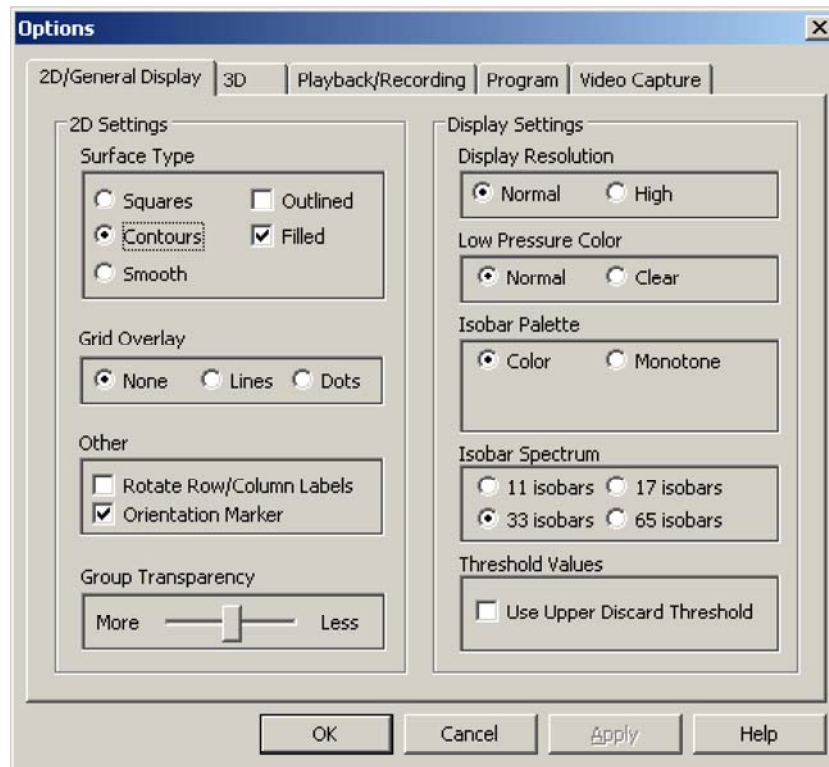 Options
2D/General Display
3D
Playback/Recording
Program
Video Capture
2D Settings
Surface Type
Squares
Outlined
Contours
Filled
Smooth
Grid Overlay
None
Lines
Dots
Other
Rotate Row/Column Labels
Orientation Marker
Group Transparency
More
Less
Display Settings
Display Resolution
Normal
High
Low Pressure Color
Normal
Clear
Isobar Palette
Color
Monotone
Isobar Spectrum
11 isobars
17 isobars
33 isobars
65 isobars
Threshold Values
Use Upper Discard Threshold
OK
Cancel
Apply
Help